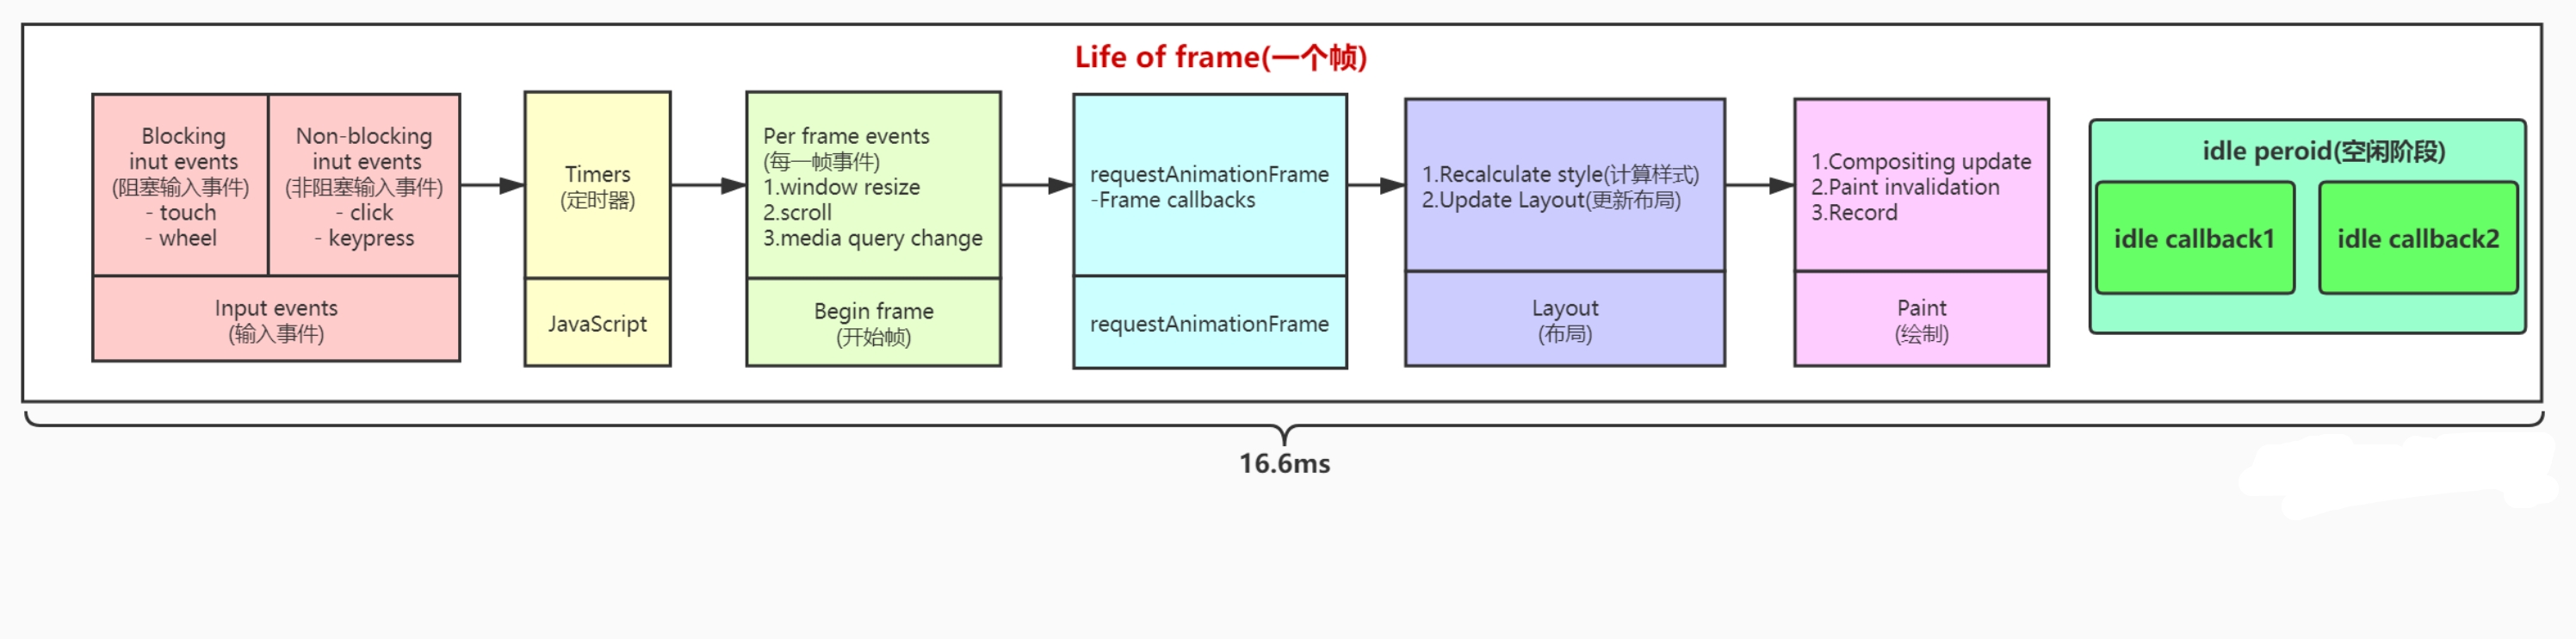 Life of frame(一个帧)
Blocking
inut events
(阻塞输入事件)
- touch
- wheel
Non-blocking
inut events
(非阻塞输入事件)
- click
- keypress
Input events
(输入事件)
Timers
(定时器)
JavaScript
Per frame events
(每一帧事件)
1.window resize
2.scroll
3.media query change
Begin frame
(开始帧)
requestAnimationFrame
-Frame callbacks
requestAnimationFrame
1.Recalculate style(计算样式)
2.Update Layout(更新布局)
Layout
(布局)
1.Compositing update
2.Paint invalidation
3.Record
Paint
(绘制)
idle peroid(空闲阶段)
idle callback1
idle callback2
16.6ms